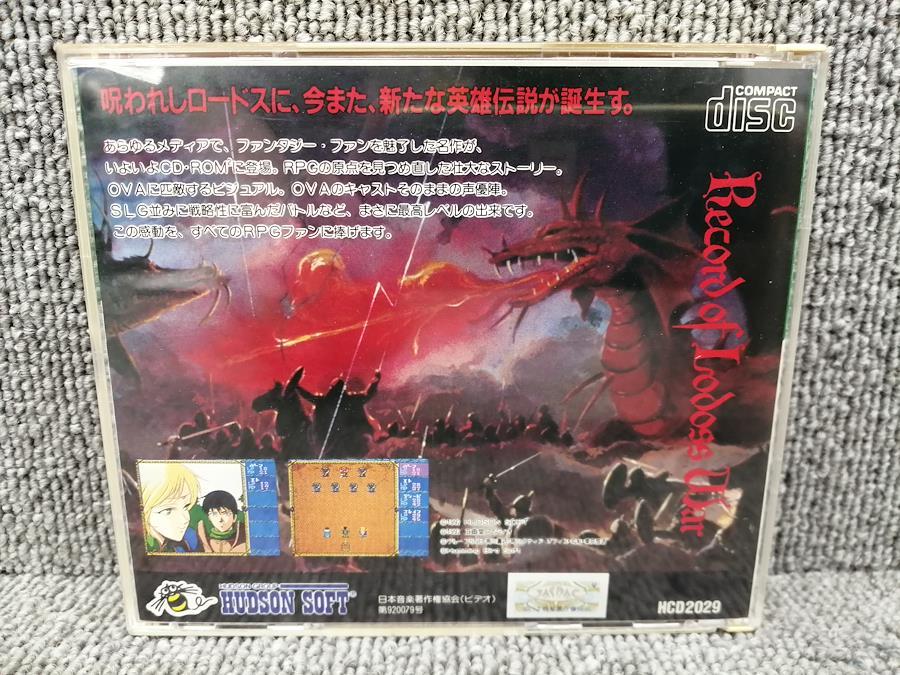 呪われしロードスに、今また、新たな英雄伝説が誕生す。
COMPACT
disc
あらゆるメディアで、ファンタジー・ファンを魅了した名作が、
いよいよCD・ROM²に登場。RPGの原点を見つめ直した壮大なストーリー。
OVAに匹敵するビジュアル。OVAのキャストそのままの声優陣。
SLG並みに戦略性に富んだバトルなど、まさに最高レベルの出来です。
この感動を、すべてのRPGファンに捧げます。
Record of Lodoss War
©1992 HUDSON SOFT
©Humming Bird Soft
HUDSON GROUP
HUDSON SOFT®
日本音楽著作権協会(ビデオ)
第920079号
JASRAC
HCD2029